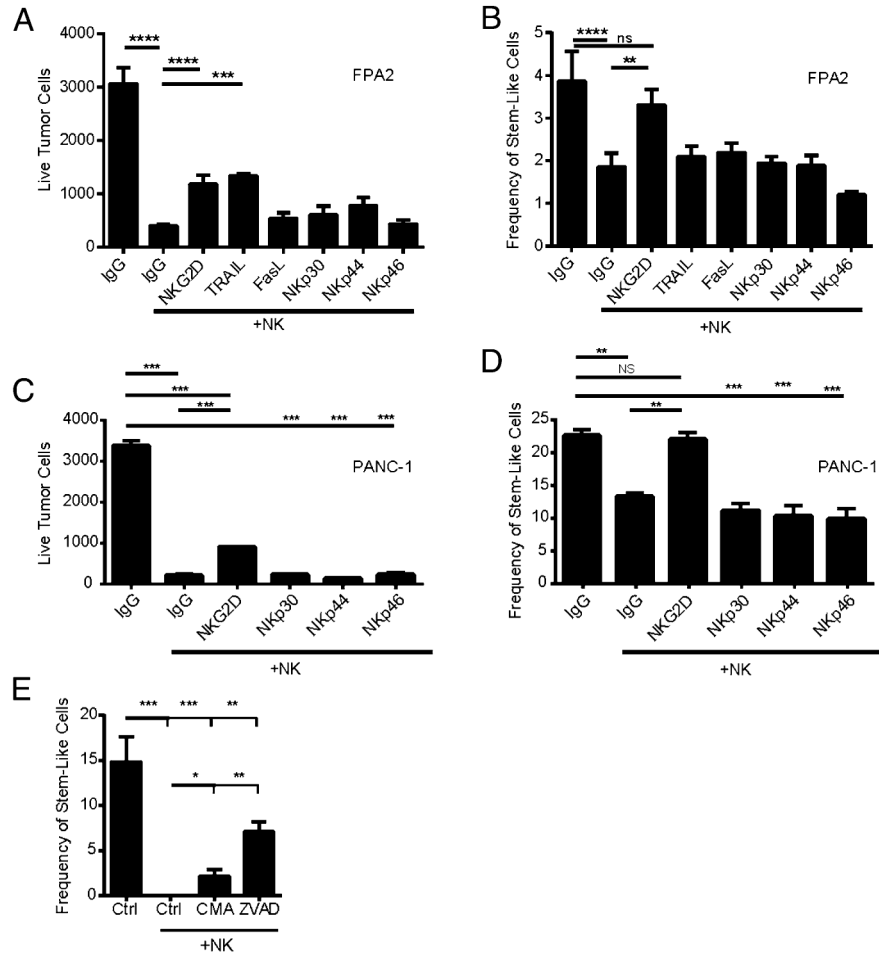 A
Live Tumor Cells
4000
3000
2000
1000
0
**** 
****
***
FPA2
IgG IgG NKG2D TRAIL FasL NKp30 NKp44 NKp46
+NK
B
Frequency of Stem-Like Cells
5
4
3
2
1
0
**** ns
**
FPA2
IgG IgG NKG2D TRAIL FasL NKp30 NKp44 NKp46
+NK
C
Live Tumor Cells
4000
3000
2000
1000
0
***
***
***
*** *** ***
PANC-1
IgG IgG NKG2D NKp30 NKp44 NKp46
+NK
D
Frequency of Stem-Like Cells
25
20
15
10
5
0
**
NS
*** *** ***
**
PANC-1
IgG IgG NKG2D NKp30 NKp44 NKp46
+NK
E
Frequency of Stem-Like Cells
20
15
10
5
0
*** *** **
* **
Ctrl Ctrl CMA ZVAD
+NK